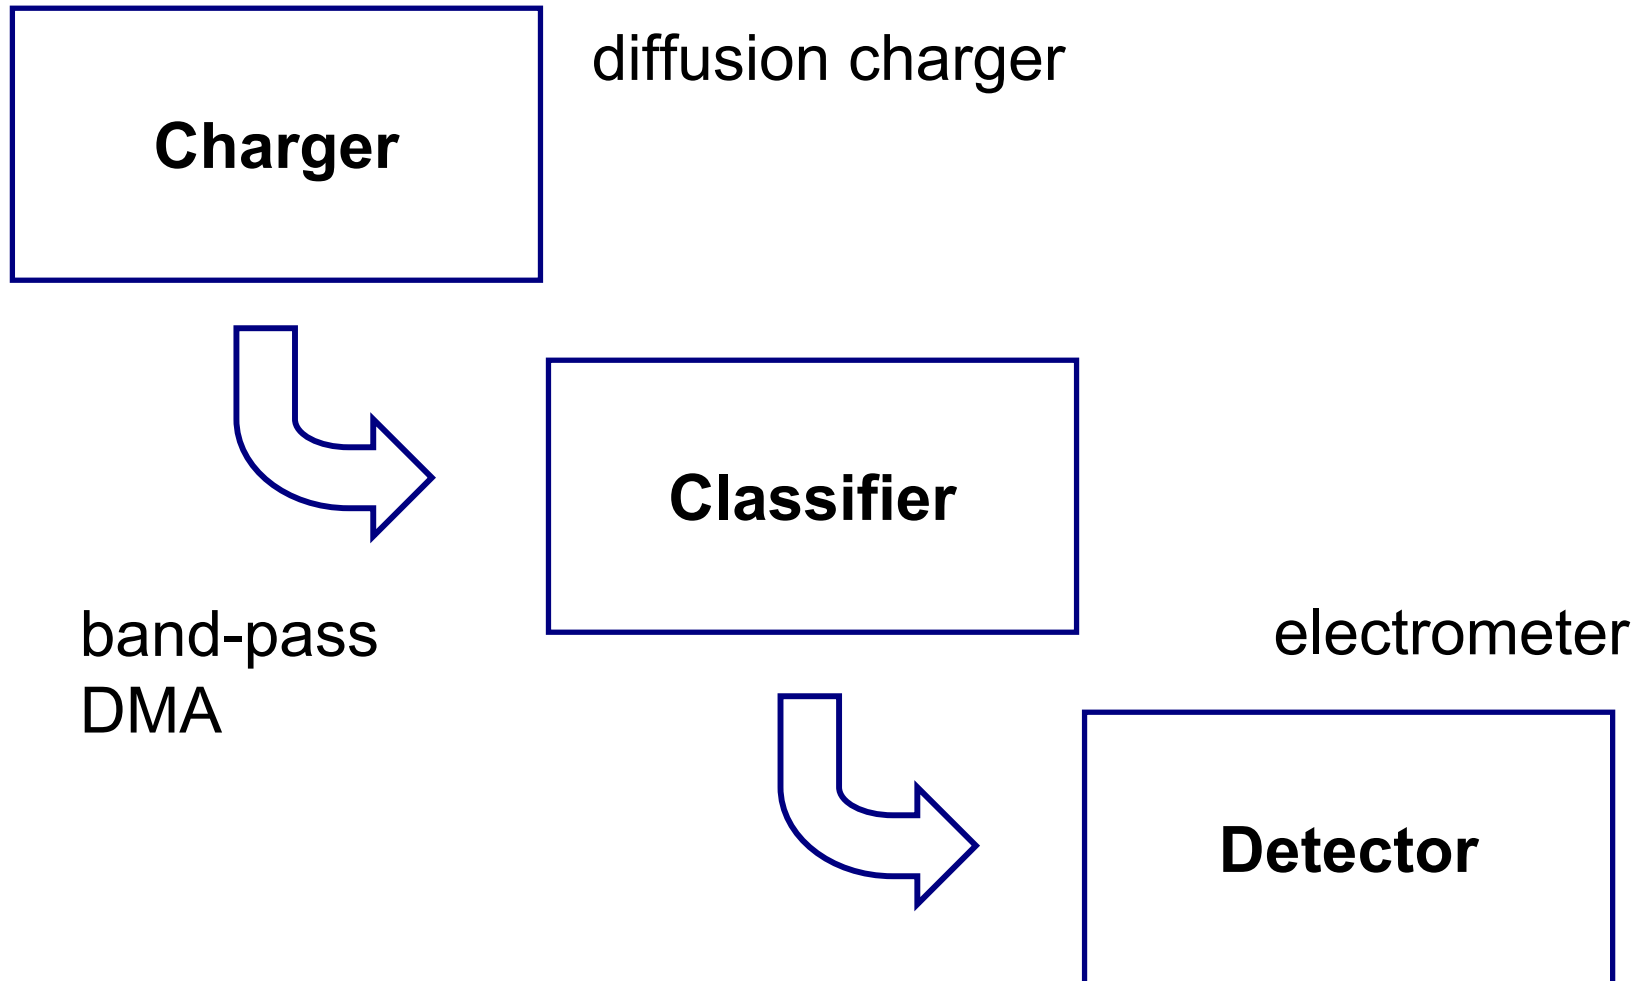 diffusion charger
Charger
Classifier
band-pass
DMA
electrometer
Detector